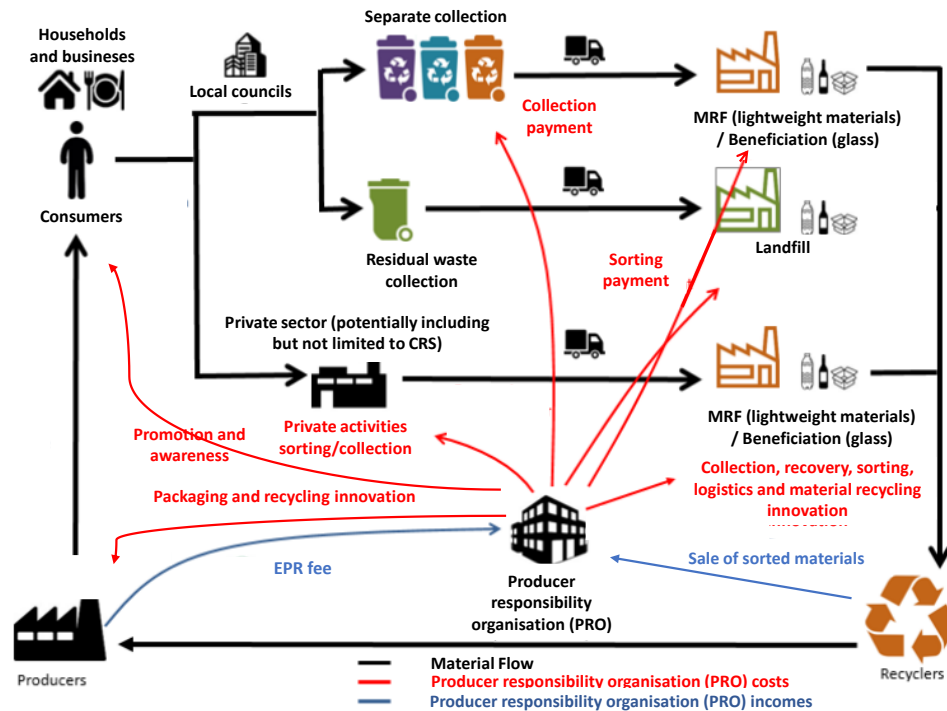 Households
and busineses
Local councils
Separate collection
Collection
payment
MRF (lightweight materials)
/ Beneficiation (glass)
Consumers
Residual waste
collection
Sorting
payment
Landfill
Private sector (potentially including
but not limited to CRS)
MRF (lightweight materials)
/ Beneficiation (glass)
Private activities
sorting/collection
Promotion and
awareness
Packaging and recycling innovation
Collection, recovery, sorting,
logistics and material recycling
innovation
EPR fee
Sale of sorted materials
Producer
responsibility
organisation (PRO)
Producers
Recyclers
Material Flow
Producer responsibility organisation (PRO) costs
Producer responsibility organisation (PRO) incomes